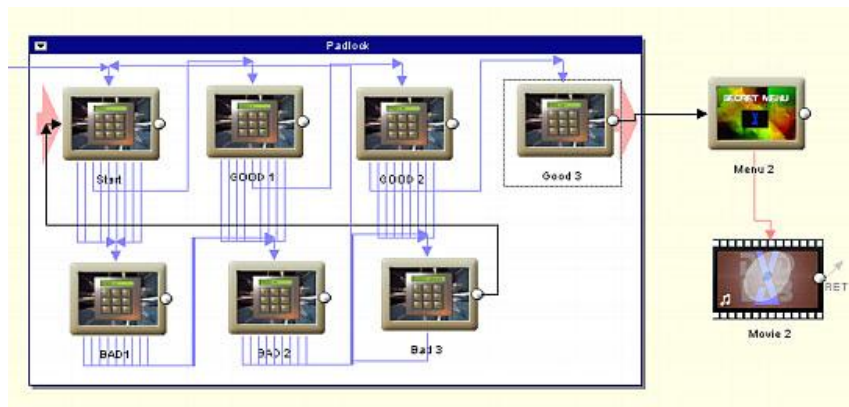 Padlock
Start
GOOD 1
GOOD 2
Good 3
SECRET MENU
Menu 2
BAD1
BAD 2
Bad 3
RET
Movie 2